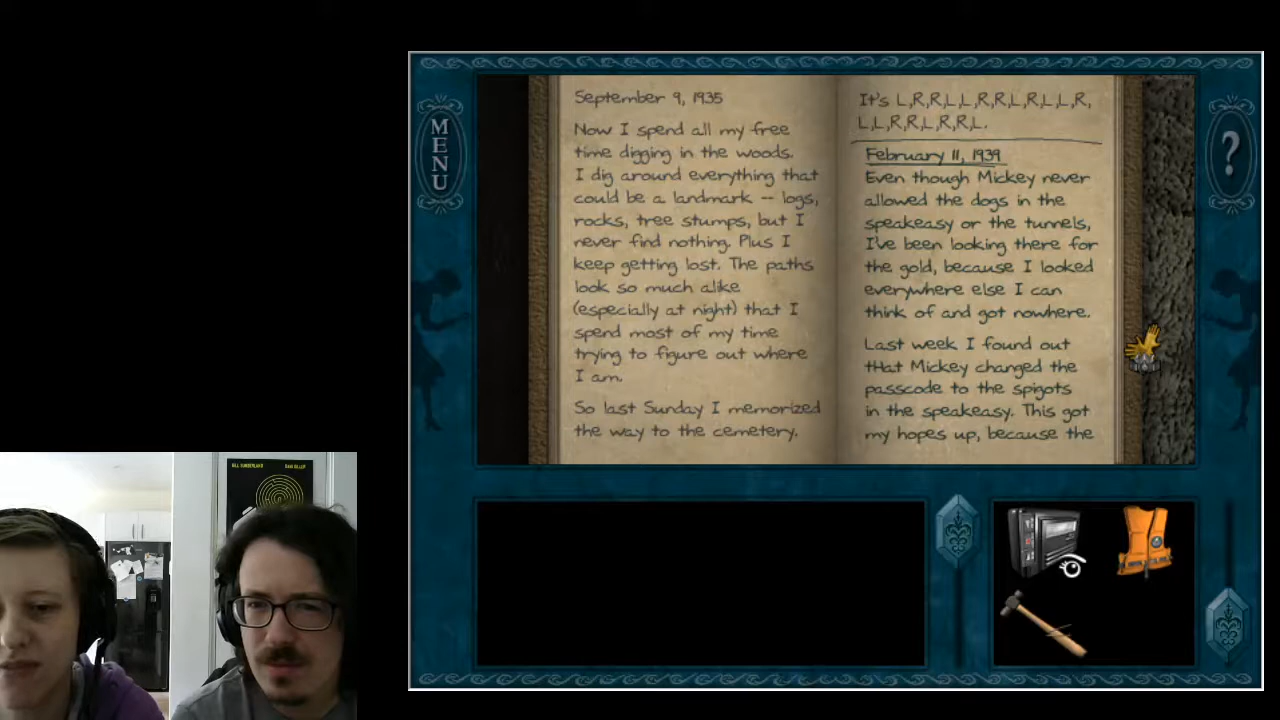 MENU
?
September 9, 1935
Now I spend all my free
time digging in the woods.
I dig around everything that
could be a landmark -- logs,
rocks, tree stumps, but I
never find nothing. Plus I
keep getting lost. The paths
look so much alike
(especially at night) that I
spend most of my time
trying to figure out where
I am.
So last Sunday I memorized
the way to the cemetery.
It's L,R,R,L,L,R,R,L,R,L,L,R,
L,L,R,R,L,R,R,L.
February 11, 1939
Even though Mickey never
allowed the dogs in the
speakeasy or the tunnels,
I've been looking there for
the gold, because I looked
everywhere else I can
think of and got nowhere.
Last week I found out
tHat Mickey changed the
passcode to the spigots
in the speakeasy. This got
my hopes up, because the